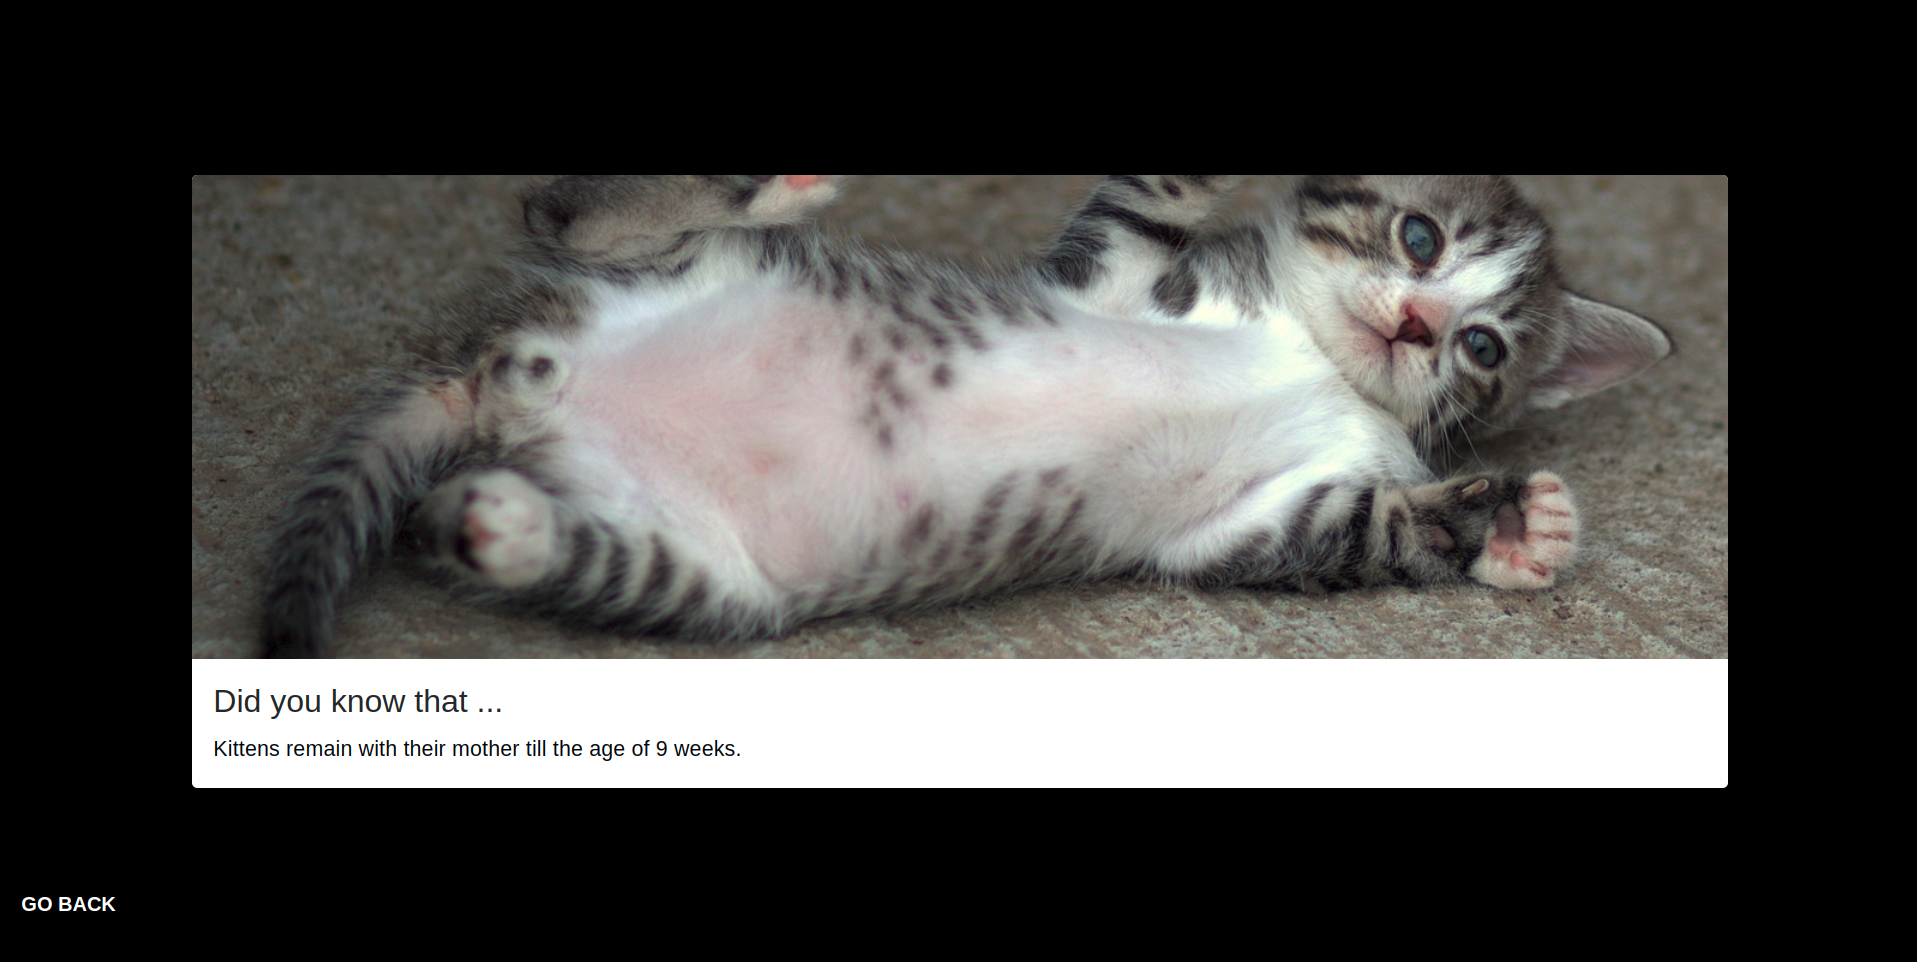 Did you know that ...
Kittens remain with their mother till the age of 9 weeks.
GO BACK